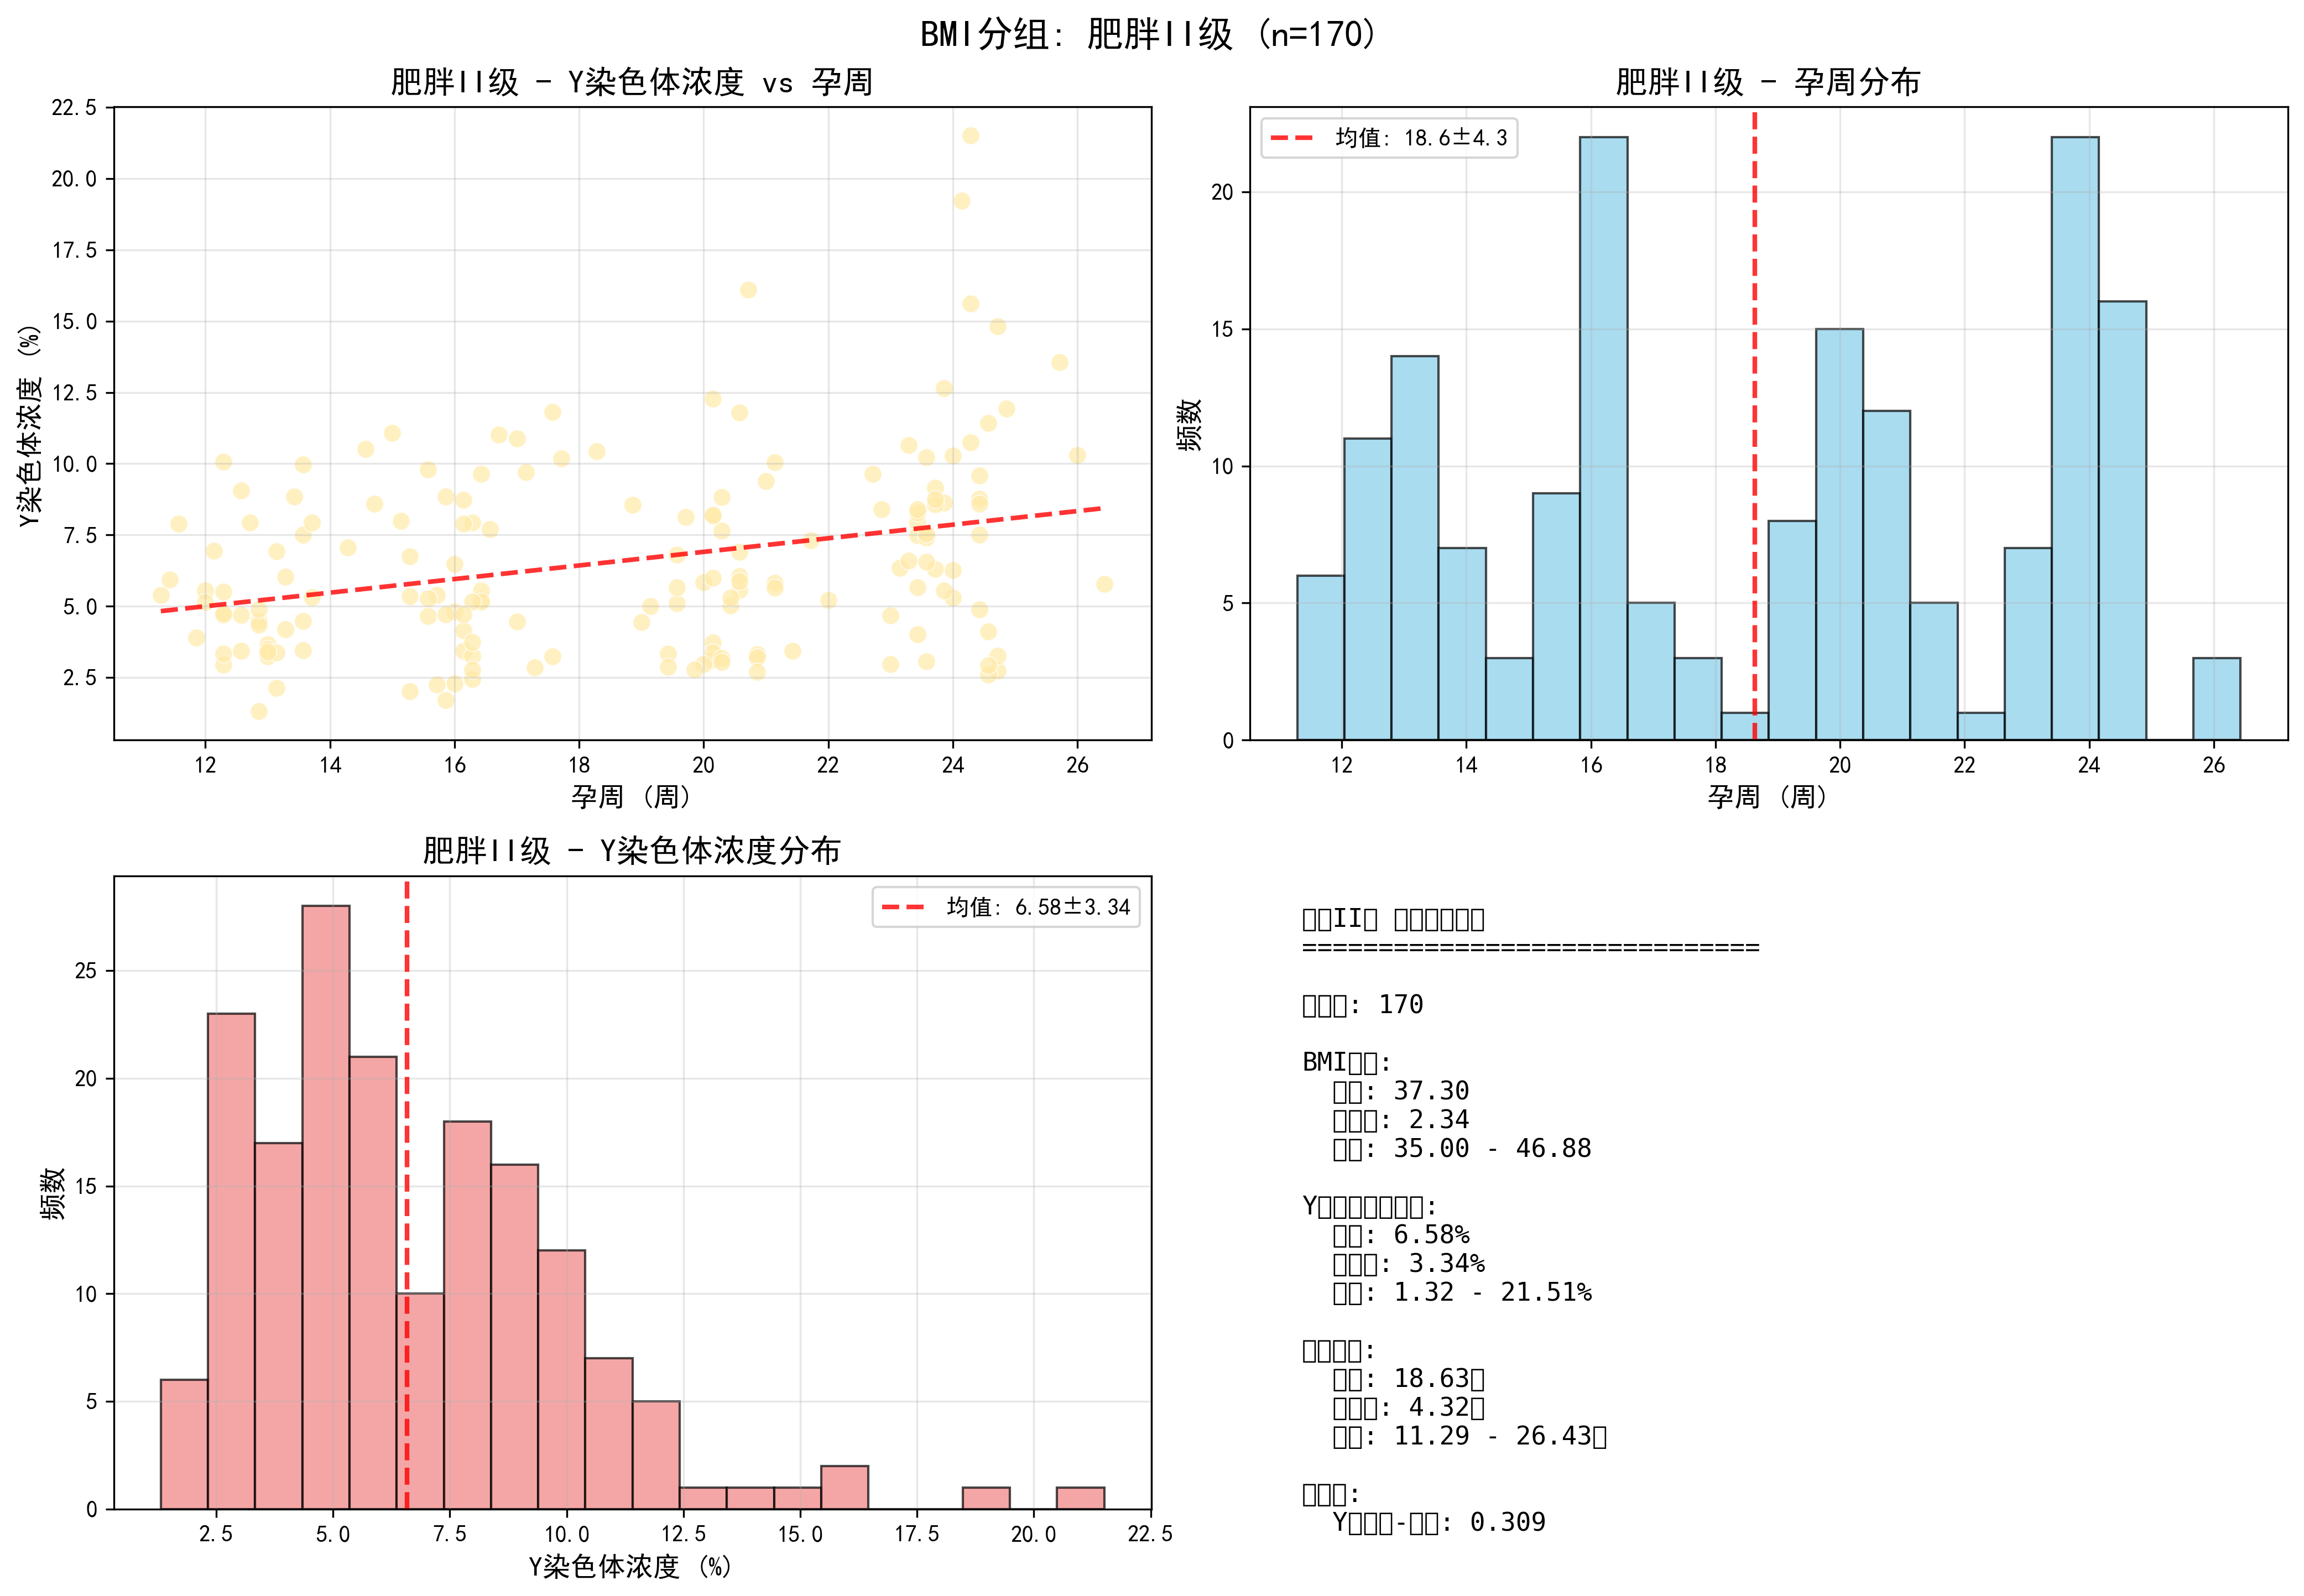 BMI分组: 肥胖II级 (n=170)
肥胖II级 - Y染色体浓度 vs 孕周
22.5
20.0
17.5
15.0
12.5
10.0
7.5
5.0
2.5
Y染色体浓度 (%)
12 14 16 18 20 22 24 26
孕周 (周)
肥胖II级 - 孕周分布
均值: 18.6±4.3
20
15
10
5
0
频数
12 14 16 18 20 22 24 26
孕周 (周)
肥胖II级 - Y染色体浓度分布
均值: 6.58±3.34
25
20
15
10
5
0
频数
2.5 5.0 7.5 10.0 12.5 15.0 17.5 20.0 22.5
Y染色体浓度 (%)
□□II□ □□□□□□
==============================
□□□: 170
BMI□□:
□□: 37.30
□□□: 2.34
□□: 35.00 - 46.88
Y□□□□□□□:
□□: 6.58%
□□□: 3.34%
□□: 1.32 - 21.51%
□□□□:
□□: 18.63□
□□□: 4.32□
□□: 11.29 - 26.43□
□□□:
Y□□□-□□: 0.309